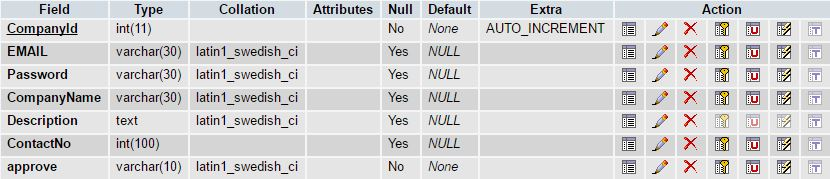 Field Type Collation Attributes Null Default Extra Action
CompanyId int(11) No None AUTO_INCREMENT
EMAIL varchar(30) latin1_swedish_ci Yes NULL
Password varchar(30) latin1_swedish_ci Yes NULL
CompanyName varchar(30) latin1_swedish_ci Yes NULL
Description text latin1_swedish_ci Yes NULL
ContactNo int(100) Yes NULL
approve varchar(10) latin1_swedish_ci No None